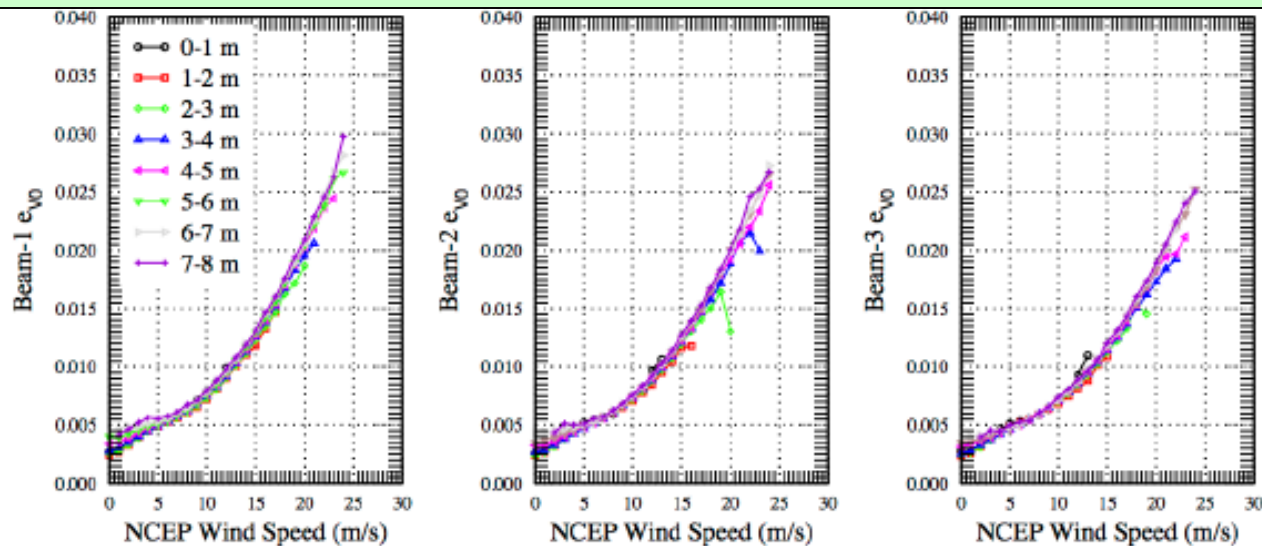 0.040
0.035
0.030
0.025
0.020
0.015
0.010
0.005
0.000
0 5 10 15 20 25 30
Beam-1 e_V0
NCEP Wind Speed (m/s)
0-1 m
1-2 m
2-3 m
3-4 m
4-5 m
5-6 m
6-7 m
7-8 m
0.040
0.035
0.030
0.025
0.020
0.015
0.010
0.005
0.000
0 5 10 15 20 25 30
Beam-2 e_V0
NCEP Wind Speed (m/s)
0.040
0.035
0.030
0.025
0.020
0.015
0.010
0.005
0.000
0 5 10 15 20 25 30
Beam-3 e_V0
NCEP Wind Speed (m/s)